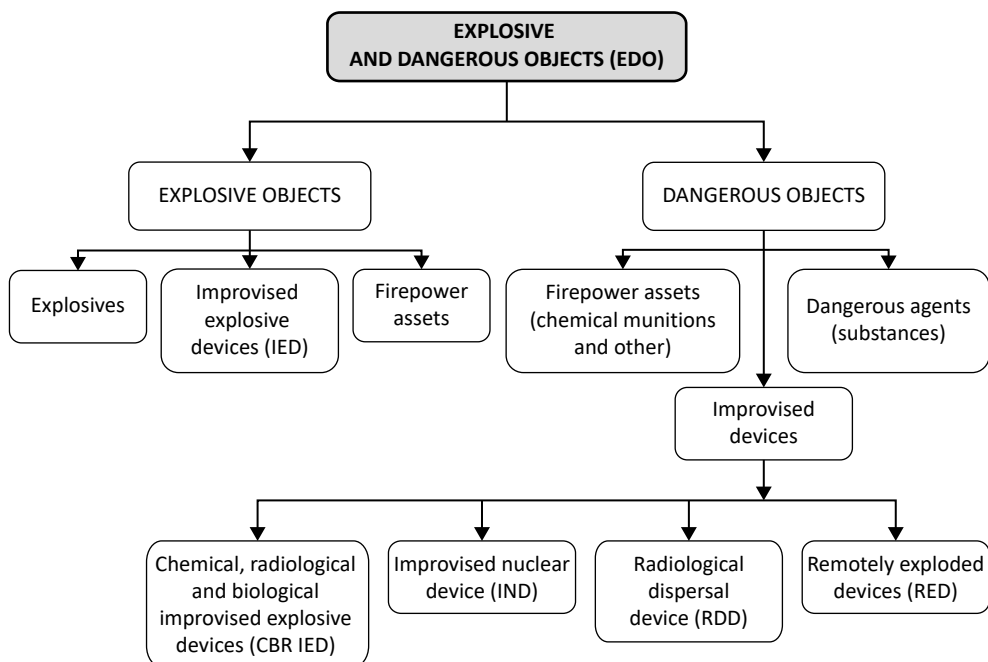 EXPLOSIVE
AND DANGEROUS OBJECTS (EDO)
EXPLOSIVE OBJECTS
DANGEROUS OBJECTS
Explosives
Improvised
explosive
devices (IED)
Firepower
assets
Firepower assets
(chemical munitions
and other)
Dangerous agents
(substances)
Improvised
devices
Chemical, radiological
and biological
improvised explosive
devices (CBR IED)
Improvised nuclear
device (IND)
Radiological
dispersal
device (RDD)
Remotely exploded
devices (RED)